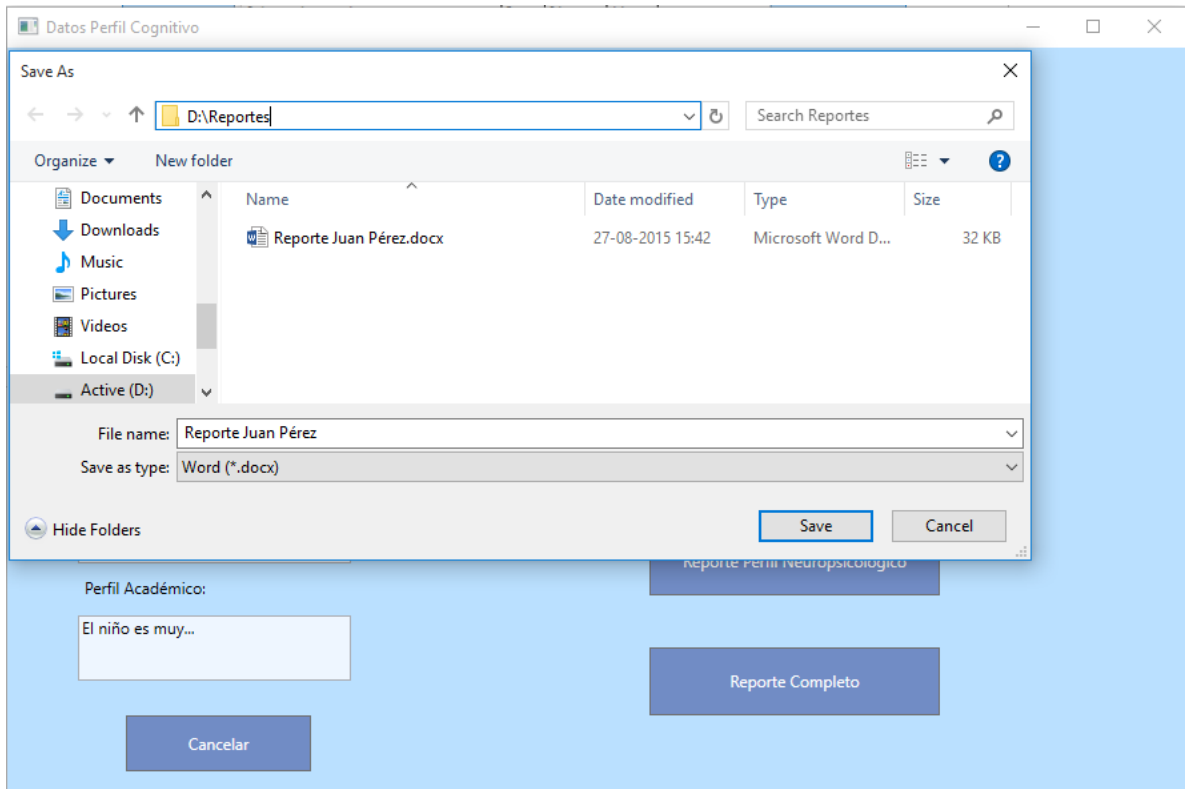 Datos Perfil Cognitivo
Save As
D:\Reportes
Search Reportes
Organize
New folder
Name Date modified Type Size
Documents
Downloads
Music
Pictures
Videos
Local Disk (C:)
Active (D:)
Reporte Juan Pérez.docx 27-08-2015 15:42 Microsoft Word D... 32 KB
File name: Reporte Juan Pérez
Save as type: Word (*.docx)
Hide Folders
Save
Cancel
Reporte Perfil Neuropsicológico
Perfil Académico:
El niño es muy...
Reporte Completo
Cancelar